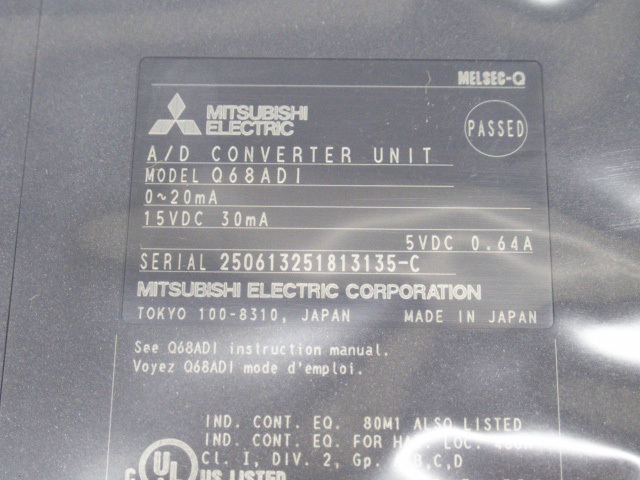 MELSEC-Q
MITSUBISHI
ELECTRIC
PASSED
A/D CONVERTER UNIT
MODEL Q68ADI
0~20mA
15VDC 30mA
5VDC 0.64A
SERIAL 250613251813135-C
MITSUBISHI ELECTRIC CORPORATION
TOKYO 100-8310, JAPAN MADE IN JAPAN
See Q68ADI instruction manual.
Voyez Q68ADI mode d'emploi.
IND. CONT. EQ. 80M1 ALSO LISTED
IND. CONT. EQ. FOR LOC.
Cl. I, DIV. 2, Gp. B,C,D
C UL US LISTED